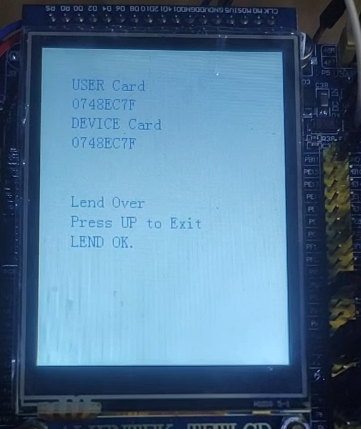 USER Card
0748EC7F
DEVICE Card
0748EC7F
Lend Over
Press UP to Exit
LEND OK.